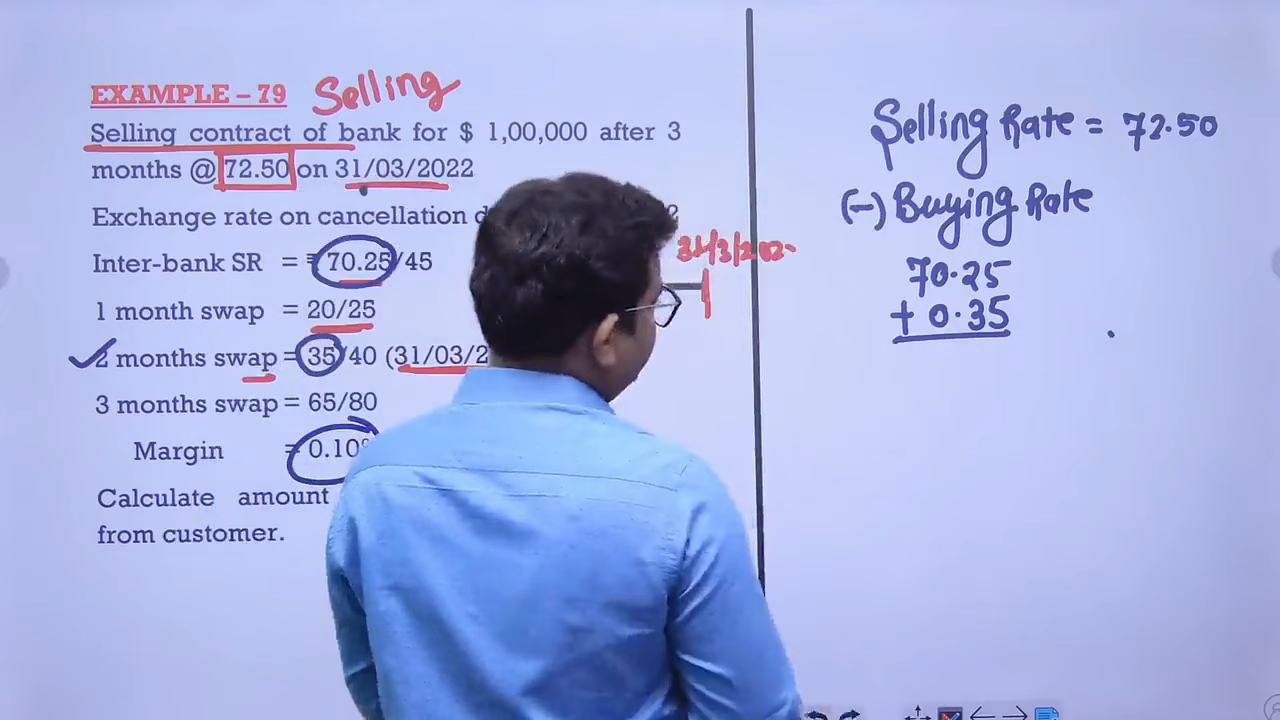 EXAMPLE – 79 Selling
Selling contract of bank for $ 1,00,000 after 3
months @ 72.50 on 31/03/2022
Exchange rate on cancellation
Inter-bank SR = ₹ 70.25/45
31/3/202
1 month swap = 20/25
2 months swap = 35/40 (31/03/2
3 months swap = 65/80
Margin = 0.10
Calculate amount
from customer.
Selling Rate = 72.50
(-) Buying Rate
70.25
+ 0.35